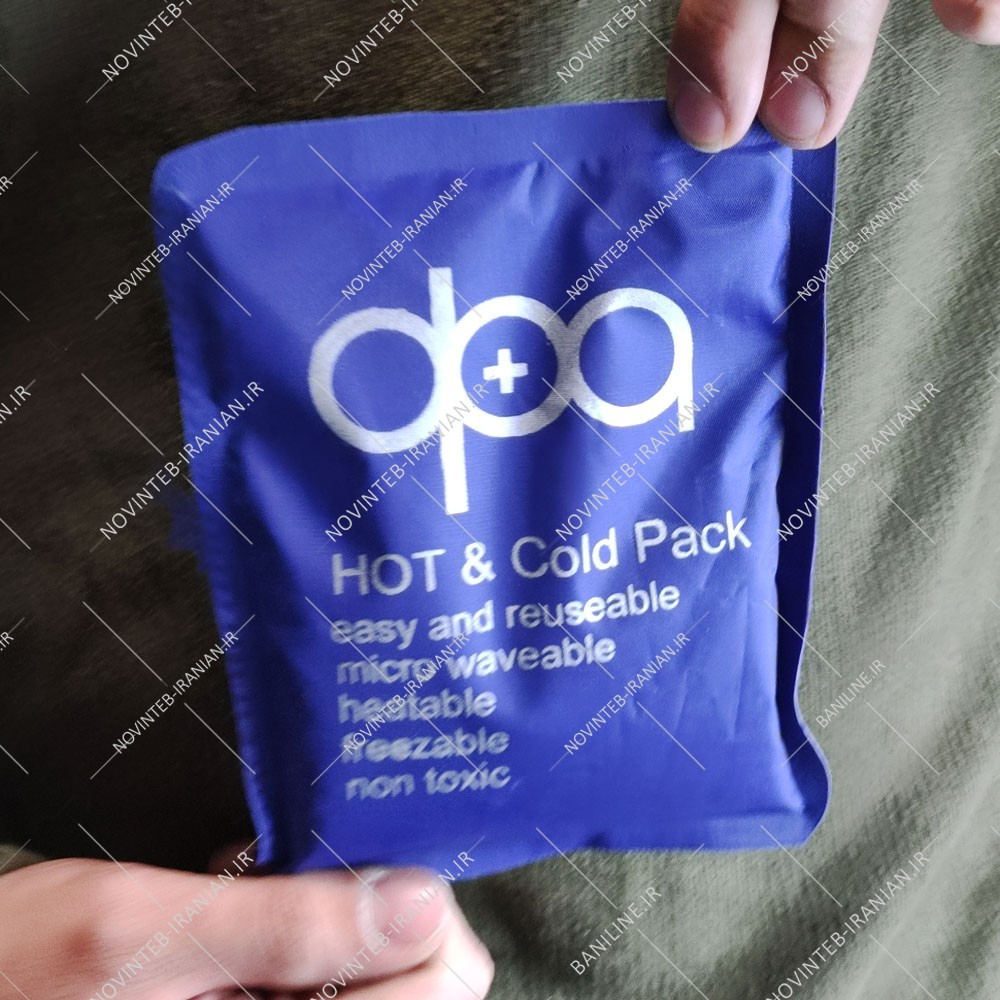 dpa
HOT & Cold Pack
easy and reuseable
micro waveable
heatable
freezable
non toxic
NOVINTEB-IRANIAN.IR
BANILINE.IR